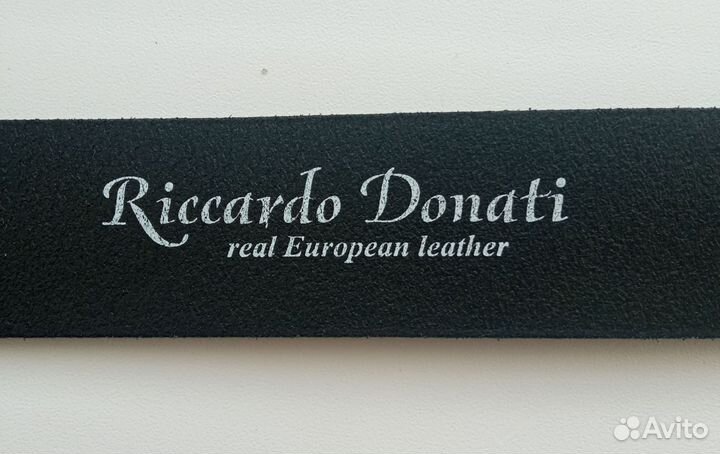 Riccardo Donati
real European leather
Avito